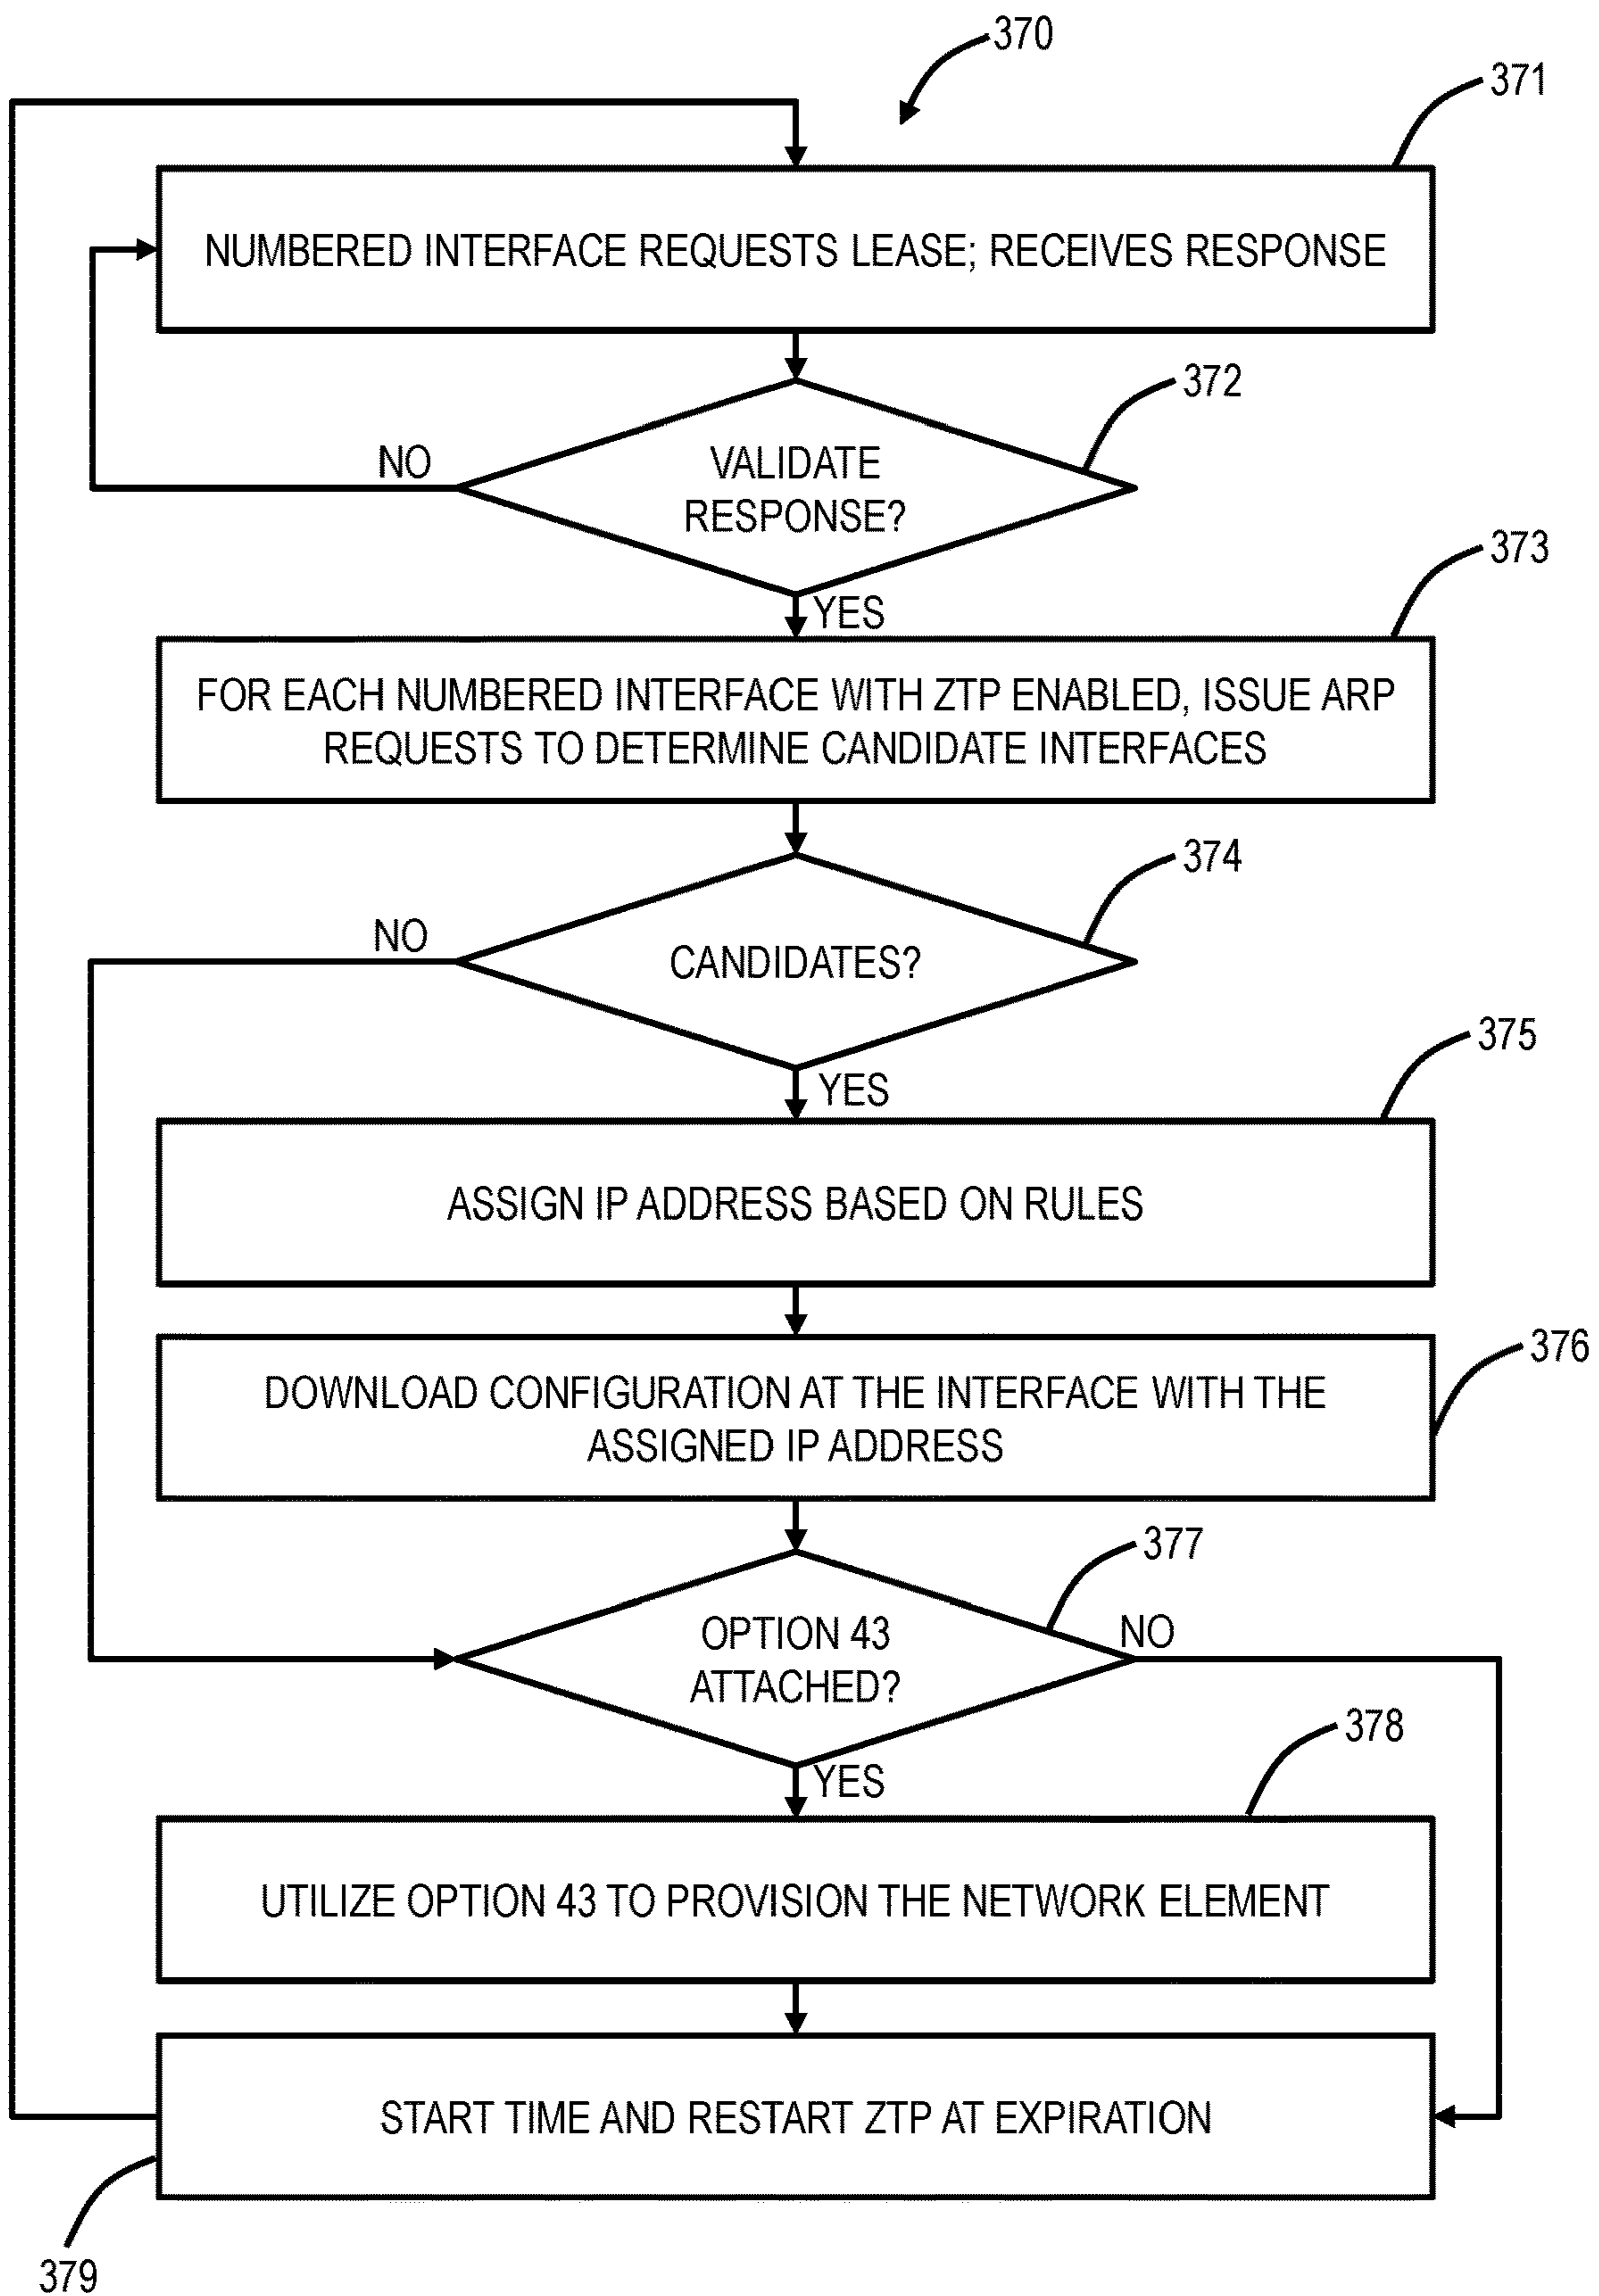 370
371
NUMBERED INTERFACE REQUESTS LEASE; RECEIVES RESPONSE
372
NO
VALIDATE
RESPONSE?
YES
373
FOR EACH NUMBERED INTERFACE WITH ZTP ENABLED, ISSUE ARP
REQUESTS TO DETERMINE CANDIDATE INTERFACES
374
NO
CANDIDATES?
YES
375
ASSIGN IP ADDRESS BASED ON RULES
376
DOWNLOAD CONFIGURATION AT THE INTERFACE WITH THE
ASSIGNED IP ADDRESS
377
OPTION 43
ATTACHED?
NO
YES
378
UTILIZE OPTION 43 TO PROVISION THE NETWORK ELEMENT
START TIME AND RESTART ZTP AT EXPIRATION
379